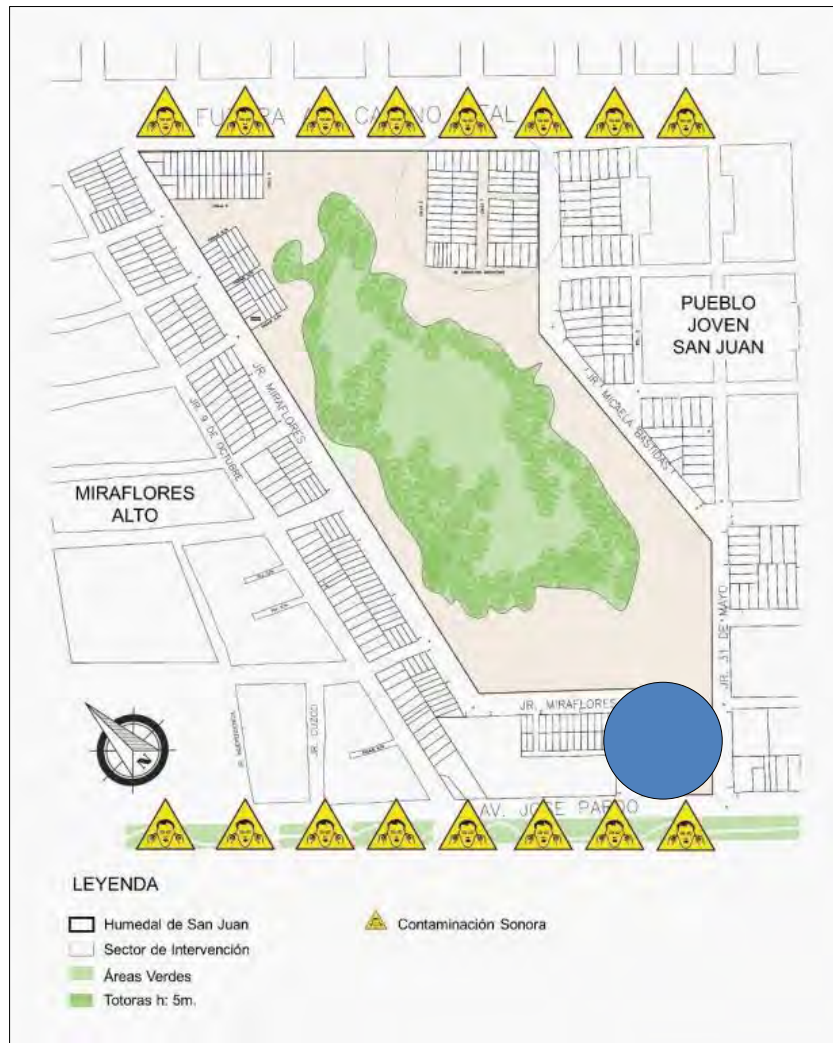 PUEBLO
JOVEN
SAN JUAN
JR. MIRAFLORES
JR. MICAELA BASTIDAS
JR. 9 DE OCTUBRE
MIRAFLORES
ALTO
JR. 31 DE MAYO
JR. MIRAFLORES
JR. INDEPENDENCIA
JR. CUZCO
N
AV. JOSE PARDO
LEYENDA
Humedal de San Juan
Contaminación Sonora
Sector de Intervención
Áreas Verdes
Totoras h: 5m.